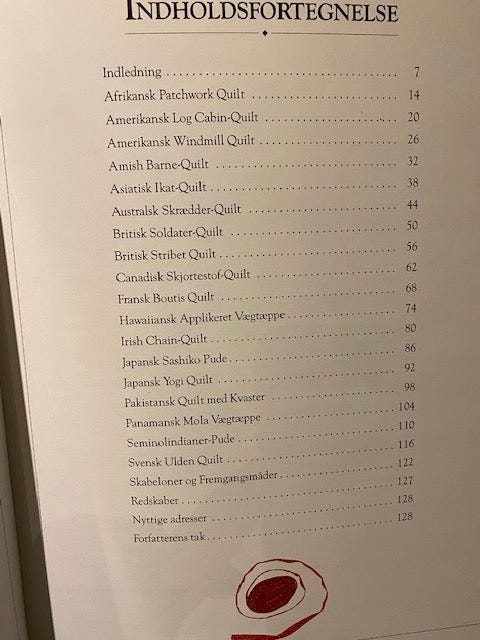 INDHOLDSFORTEGNELSE
Indledning 7
Afrikansk Patchwork Quilt 14
Amerikansk Log Cabin-Quilt 20
Amerikansk Windmill Quilt 26
Amish Barne-Quilt 32
Asiatisk Ikat-Quilt 38
Australsk Skrædder-Quilt 44
Britisk Soldater-Quilt 50
Britisk Stribet Quilt 56
Canadisk Skjortestof-Quilt 62
Fransk Boutis Quilt 68
Hawaiiansk Applikeret Vægtæppe 74
Irish Chain-Quilt 80
Japansk Sashiko Pude 86
Japansk Yogi Quilt 92
Pakistansk Quilt med Kvaster 98
Panamansk Mola Vægtæppe 104
Seminolindianer-Pude 110
Svensk Ulden Quilt 116
Skabeloner og Fremgangsmåder 122
Redskaber 127
Nyttige adresser 128
Forfatterens tak 128